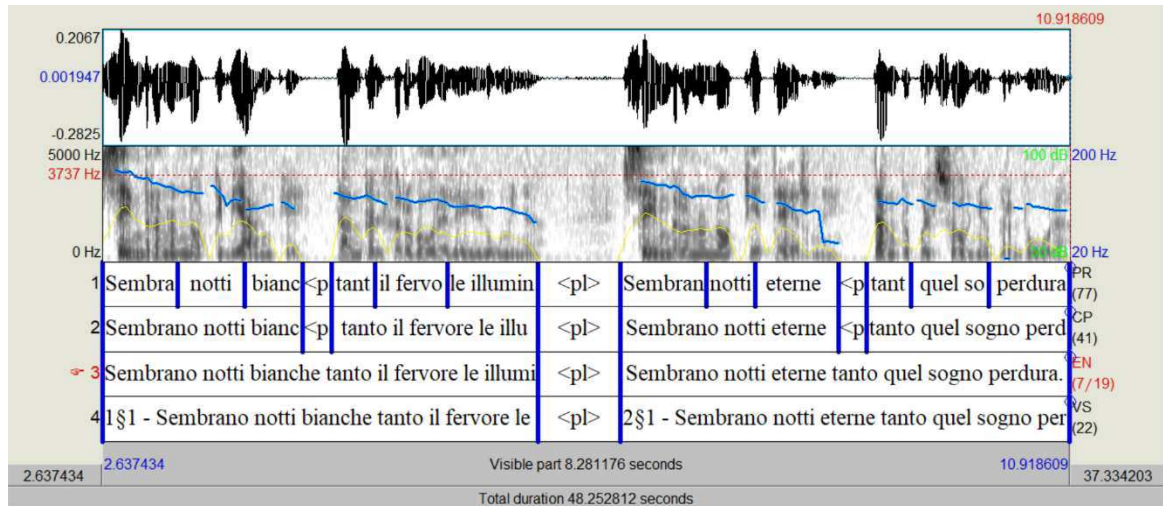 10.918609
0.2067
0.001947
-0.2825
5000 Hz 100 dB 200 Hz
3737 Hz
0 Hz 20 Hz
1 Sembra notti bianc <p tant il fervo le illumin <pl> Sembran notti eterne <p tant quel so perdura PR (77)
2 Sembrano notti bianc <p tanto il fervore le illu <pl> Sembrano notti eterne <p tanto quel sogno perd CP (41)
3 Sembrano notti bianche tanto il fervore le illumi <pl> Sembrano notti eterne tanto quel sogno perdura. EN (7/19)
4 1§1 - Sembrano notti bianche tanto il fervore le <pl> 2§1 - Sembrano notti eterne tanto quel sogno per VS (22)
2.637434 Visible part 8.281176 seconds 10.918609
2.637434 37.334203
Total duration 48.252812 seconds